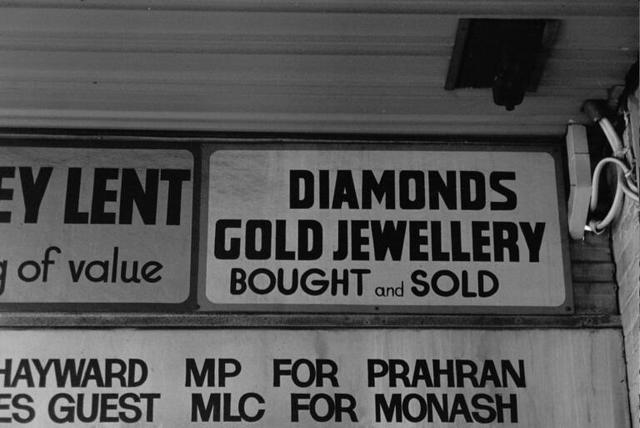 EY LENT
g of value
DIAMONDS
GOLD JEWELLERY
BOUGHT and SOLD
HAYWARD MP FOR PRAHRAN
ES GUEST MLC FOR MONASH